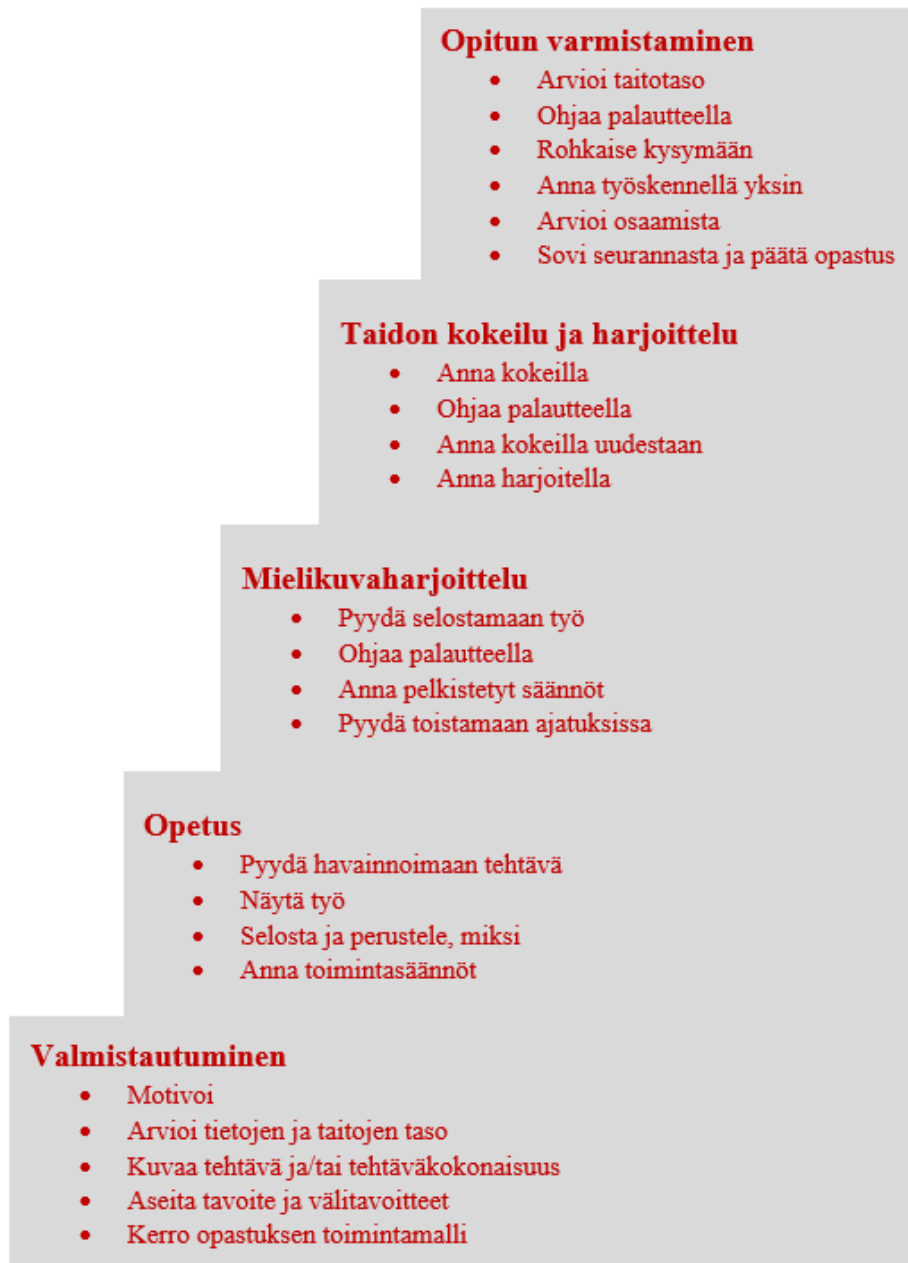 Opitun varmistaminen
• Arvioi taitotaso
• Ohjaa palautteella
• Rohkaise kysymään
• Anna työskennellä yksin
• Arvioi osaamista
• Sovi seurannasta ja päätä opastus
Taidon kokeilu ja harjoittelu
• Anna kokeilla
• Ohjaa palautteella
• Anna kokeilla uudestaan
• Anna harjoitella
Mielikuvaharjoittelu
• Pyydä selostamaan työ
• Ohjaa palautteella
• Anna pelkistetyt säännöt
• Pyydä toistamaan ajatuksissa
Opetus
• Pyydä havainnoimaan tehtävä
• Näytä työ
• Selosta ja perustele, miksi
• Anna toimintasäännöt
Valmistautuminen
• Motivoi
• Arvioi tietojen ja taitojen taso
• Kuvaa tehtävä ja/tai tehtäväkokonaisuus
• Aseita tavoite ja välitavoitteet
• Kerro opastuksen toimintamalli